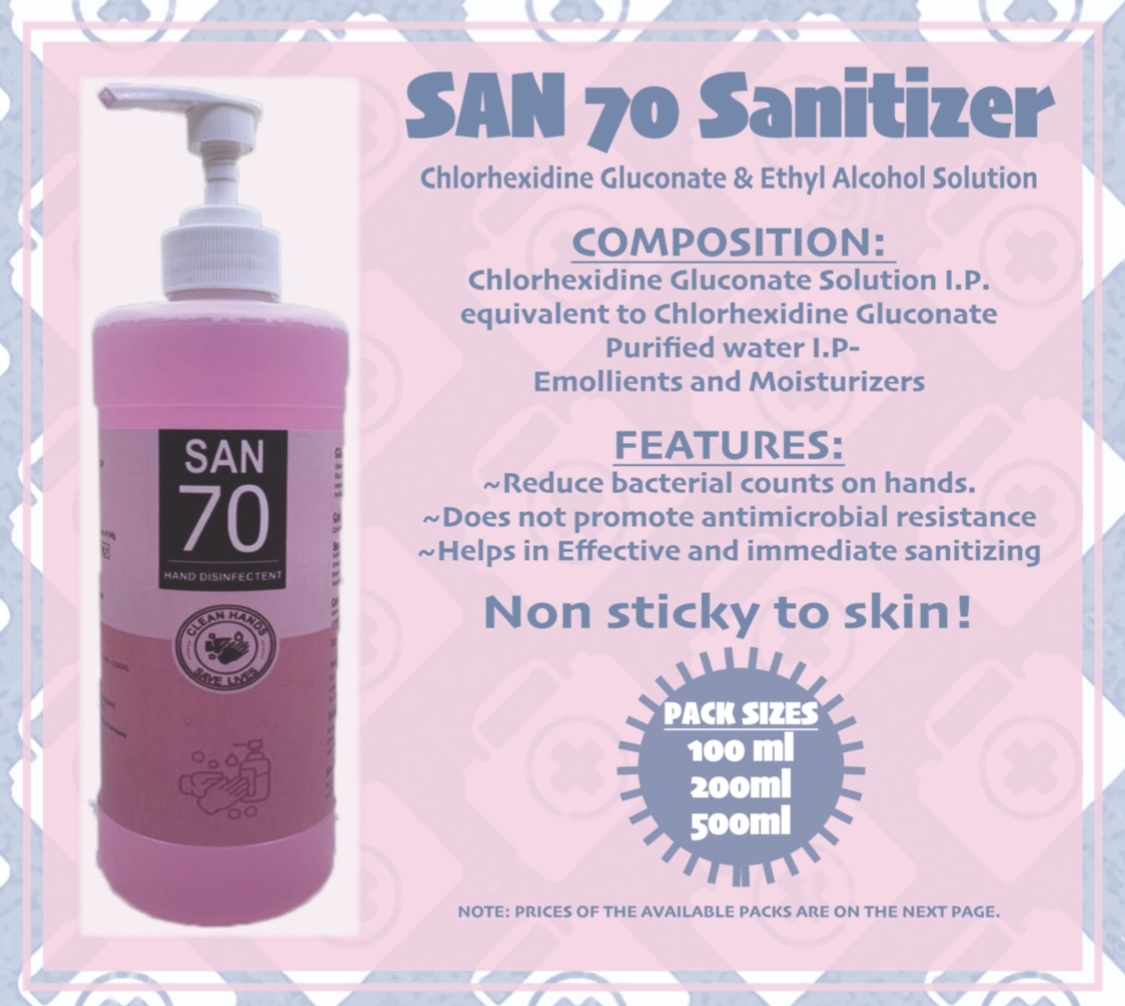 SAN 70 Sanitizer
Chlorhexidine Gluconate & Ethyl Alcohol Solution
COMPOSITION:
Chlorhexidine Gluconate Solution I.P.
equivalent to Chlorhexidine Gluconate
Purified water I.P-
Emollients and Moisturizers
FEATURES:
~Reduce bacterial counts on hands.
~Does not promote antimicrobial resistance
~Helps in Effective and immediate sanitizing
Non sticky to skin!
PACK SIZES
100 ml
200ml
500ml
NOTE: PRICES OF THE AVAILABLE PACKS ARE ON THE NEXT PAGE.
SAN
70
HAND DISINFECTENT
CLEAN HANDS
SAVE LIVES